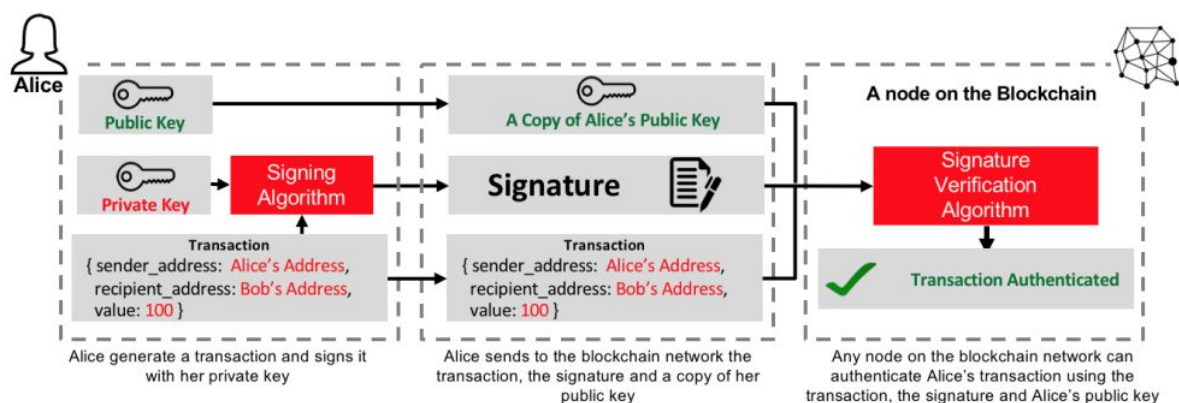 Alice
Public Key
Private Key
Signing
Algorithm
Transaction
{ sender_address: Alice's Address,
recipient_address: Bob's Address,
value: 100 }
Alice generate a transaction and signs it
with her private key
A Copy of Alice's Public Key
Signature
Transaction
{ sender_address: Alice's Address,
recipient_address: Bob's Address,
value: 100 }
Alice sends to the blockchain network the
transaction, the signature and a copy of her
public key
A node on the Blockchain
Signature
Verification
Algorithm
Transaction Authenticated
Any node on the blockchain network can
authenticate Alice's transaction using the
transaction, the signature and Alice's public key